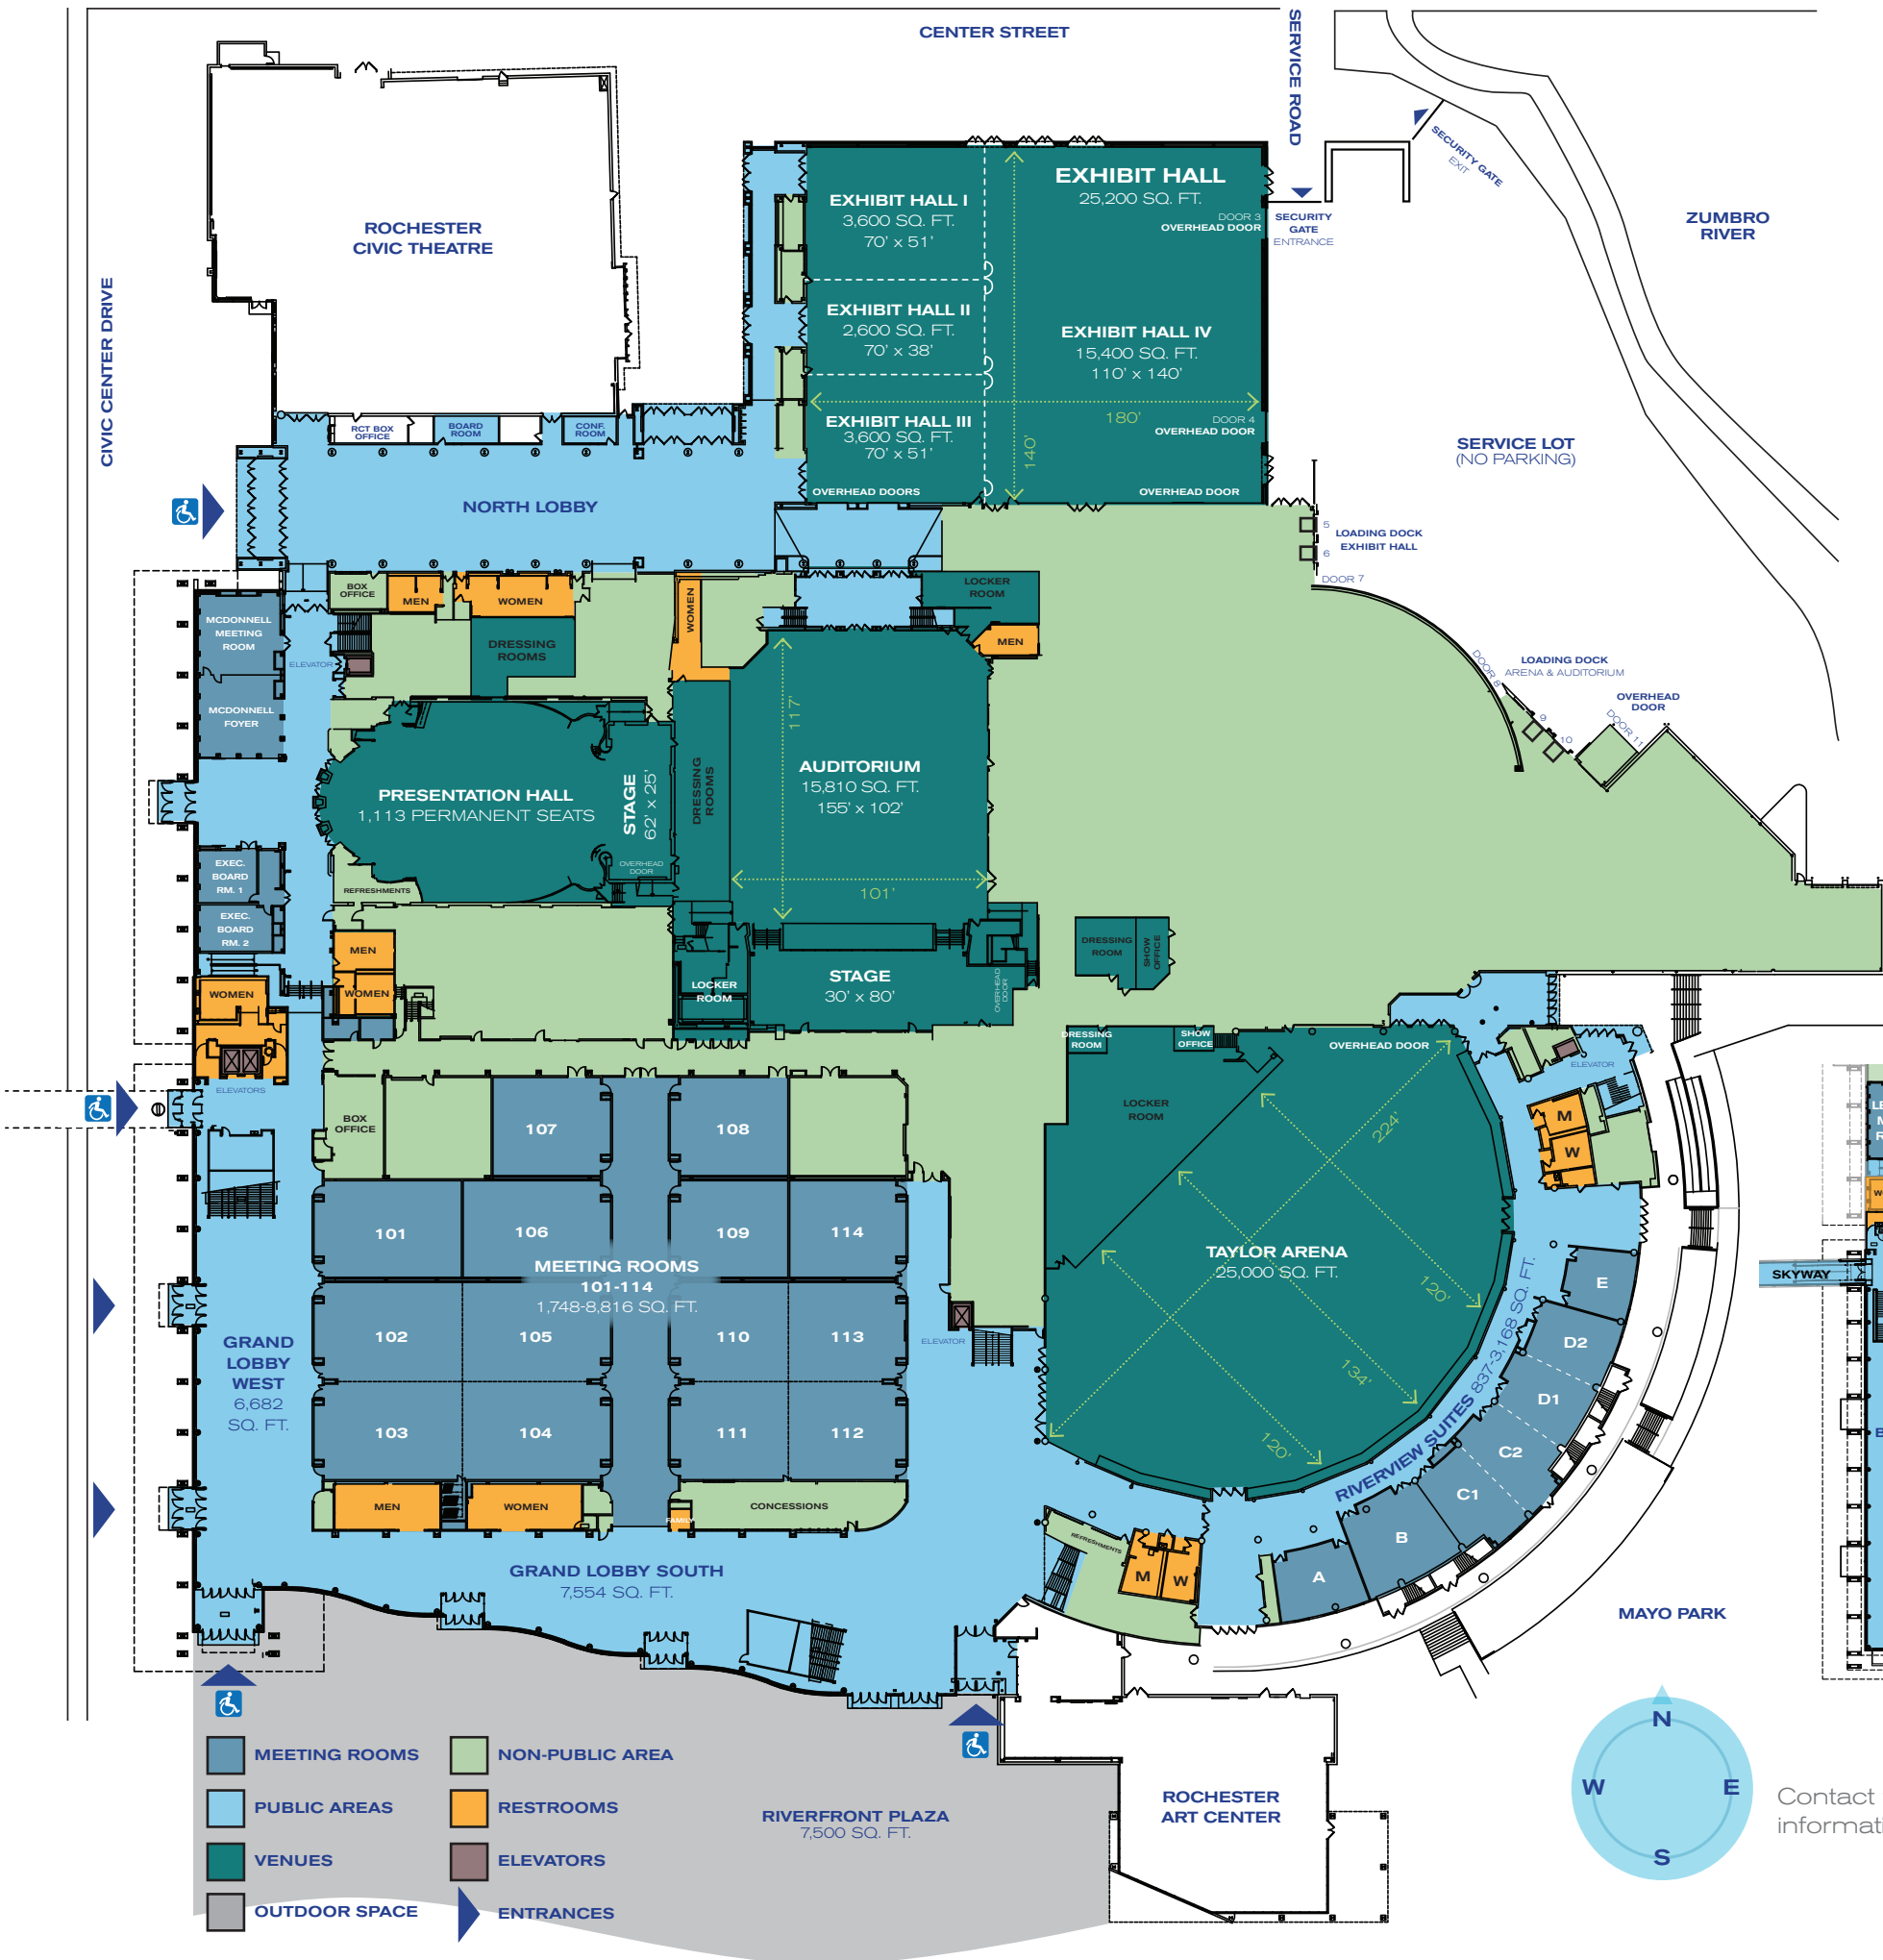 CENTER STREET
SERVICE ROAD
SECURITY GATE
EXIT
ZUMBRO
RIVER
CIVIC CENTER DRIVE
ROCHESTER
CIVIC THEATRE
EXHIBIT HALL I
3,600 SQ. FT.
70' x 51'
EXHIBIT HALL
25,200 SQ. FT.
DOOR 3
OVERHEAD DOOR
SECURITY
GATE
ENTRANCE
EXHIBIT HALL II
2,600 SQ. FT.
70' x 38'
EXHIBIT HALL IV
15,400 SQ. FT.
110' x 140'
180'
140'
EXHIBIT HALL III
3,600 SQ. FT.
70' x 51'
DOOR 4
OVERHEAD DOOR
OVERHEAD DOORS
OVERHEAD DOOR
SERVICE LOT
(NO PARKING)
RCT BOX
OFFICE
BOARD
ROOM
CONF.
ROOM
NORTH LOBBY
5
6
LOADING DOCK
EXHIBIT HALL
DOOR 7
BOX
OFFICE
MEN
WOMEN
WOMEN
LOCKER
ROOM
MEN
MCDONNELL
MEETING
ROOM
ELEVATOR
DRESSING
ROOMS
MCDONNELL
FOYER
DOOR 8
LOADING DOCK
ARENA & AUDITORIUM
9
10
OVERHEAD
DOOR
DOOR 11
PRESENTATION HALL
1,113 PERMANENT SEATS
STAGE
62' x 25'
OVERHEAD
DOOR
DRESSING
ROOMS
117'
AUDITORIUM
15,810 SQ. FT.
155' x 102'
101'
EXEC.
BOARD
RM. 1
REFRESHMENTS
EXEC.
BOARD
RM. 2
MEN
WOMEN
WOMEN
LOCKER
ROOM
STAGE
30' x 80'
OVERHEAD
DOOR
DRESSING
ROOM
SHOW
OFFICE
ELEVATORS
DRESSING
ROOM
SHOW
OFFICE
OVERHEAD DOOR
ELEVATOR
BOX
OFFICE
107
108
LOCKER
ROOM
224'
M
W
101
106
109
114
MEETING ROOMS
101-114
1,748-8,816 SQ. FT.
TAYLOR ARENA
25,000 SQ. FT.
120'
134'
120'
102
105
110
113
ELEVATOR
GRAND
LOBBY
WEST
6,682
SQ. FT.
103
104
111
112
MEN
WOMEN
FAMILY
CONCESSIONS
RIVERVIEW SUITES 837-3,168 SQ. FT.
E
D2
D1
C2
C1
B
A
REFRESHMENTS
M
W
GRAND LOBBY SOUTH
7,554 SQ. FT.
MAYO PARK
SKYWAY
MEETING ROOMS
PUBLIC AREAS
VENUES
OUTDOOR SPACE
NON-PUBLIC AREA
RESTROOMS
ELEVATORS
ENTRANCES
RIVERFRONT PLAZA
7,500 SQ. FT.
ROCHESTER
ART CENTER
N
W
E
S
Contact